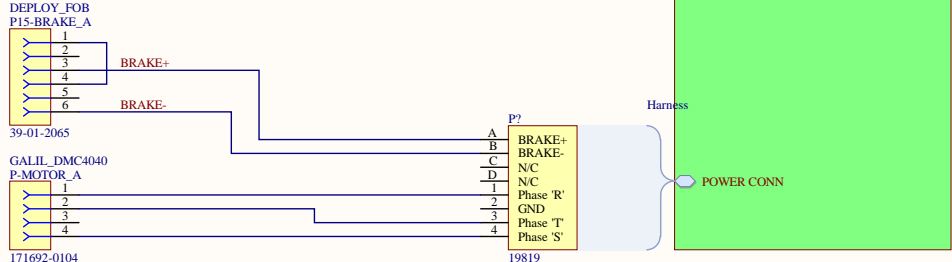 DEPLOY_FOB
P15-BRAKE_A
1
2
3
4
5
6
BRAKE+
BRAKE-
39-01-2065
GALIL_DMC4040
P-MOTOR_A
1
2
3
4
171692-0104
P?
A BRAKE+
B BRAKE-
C N/C
D N/C
1 Phase 'R'
2 GND
3 Phase 'T'
4 Phase 'S'
19819
Harness
POWER CONN